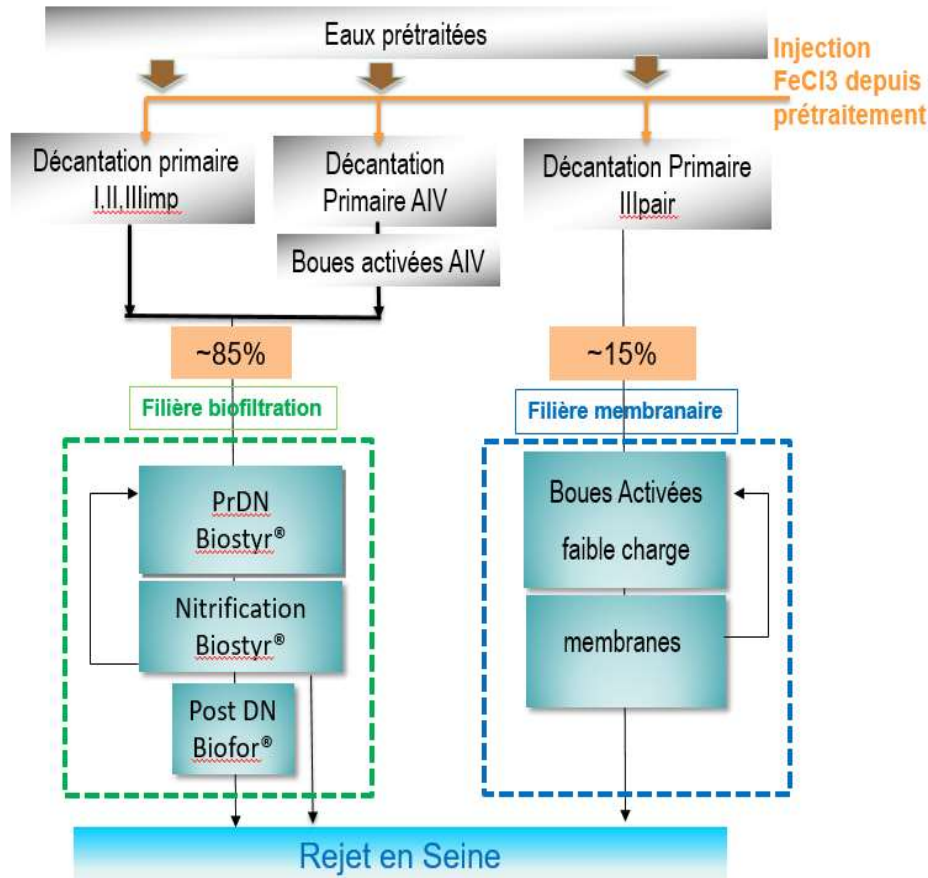 Eaux prétraitées
Injection
FeCl3 depuis
prétraitement
Décantation primaire
I,II,IIIimp
Décantation
Primaire AIV
Décantation Primaire
IIIpair
Boues activées AIV
~85%
~15%
Filière biofiltration
Filière membranaire
PrDN
Biostyr®
Nitrification
Biostyr®
Post DN
Biofor®
Boues Activées
faible charge
membranes
Rejet en Seine